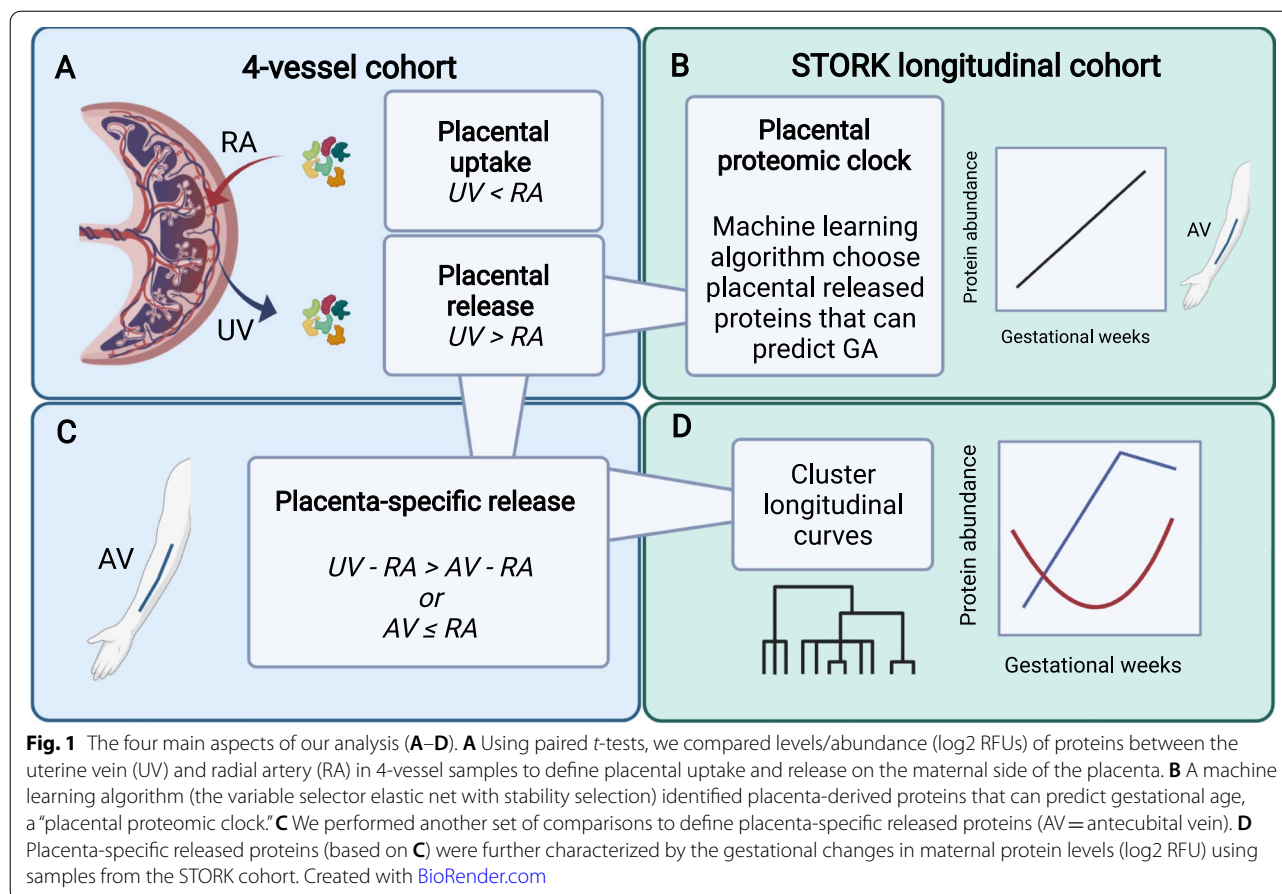 A
4-vessel cohort
RA
UV
Placental
uptake
UV < RA
Placental
release
UV > RA
B
STORK longitudinal cohort
Placental
proteomic clock
Machine learning
algorithm choose
placental released
proteins that can
predict GA
Protein abundance
Gestational weeks
AV
C
AV
Placenta-specific release
UV - RA > AV - RA
or
AV ≤ RA
D
Cluster
longitudinal
curves
Protein abundance
Gestational weeks
Fig. 1 The four main aspects of our analysis (A–D). A Using paired t-tests, we compared levels/abundance (log2 RFUs) of proteins between the
uterine vein (UV) and radial artery (RA) in 4-vessel samples to define placental uptake and release on the maternal side of the placenta. B A machine
learning algorithm (the variable selector elastic net with stability selection) identified placenta-derived proteins that can predict gestational age,
a “placental proteomic clock.” C We performed another set of comparisons to define placenta-specific released proteins (AV = antecubital vein). D
Placenta-specific released proteins (based on C) were further characterized by the gestational changes in maternal protein levels (log2 RFU) using
samples from the STORK cohort. Created with BioRender.com